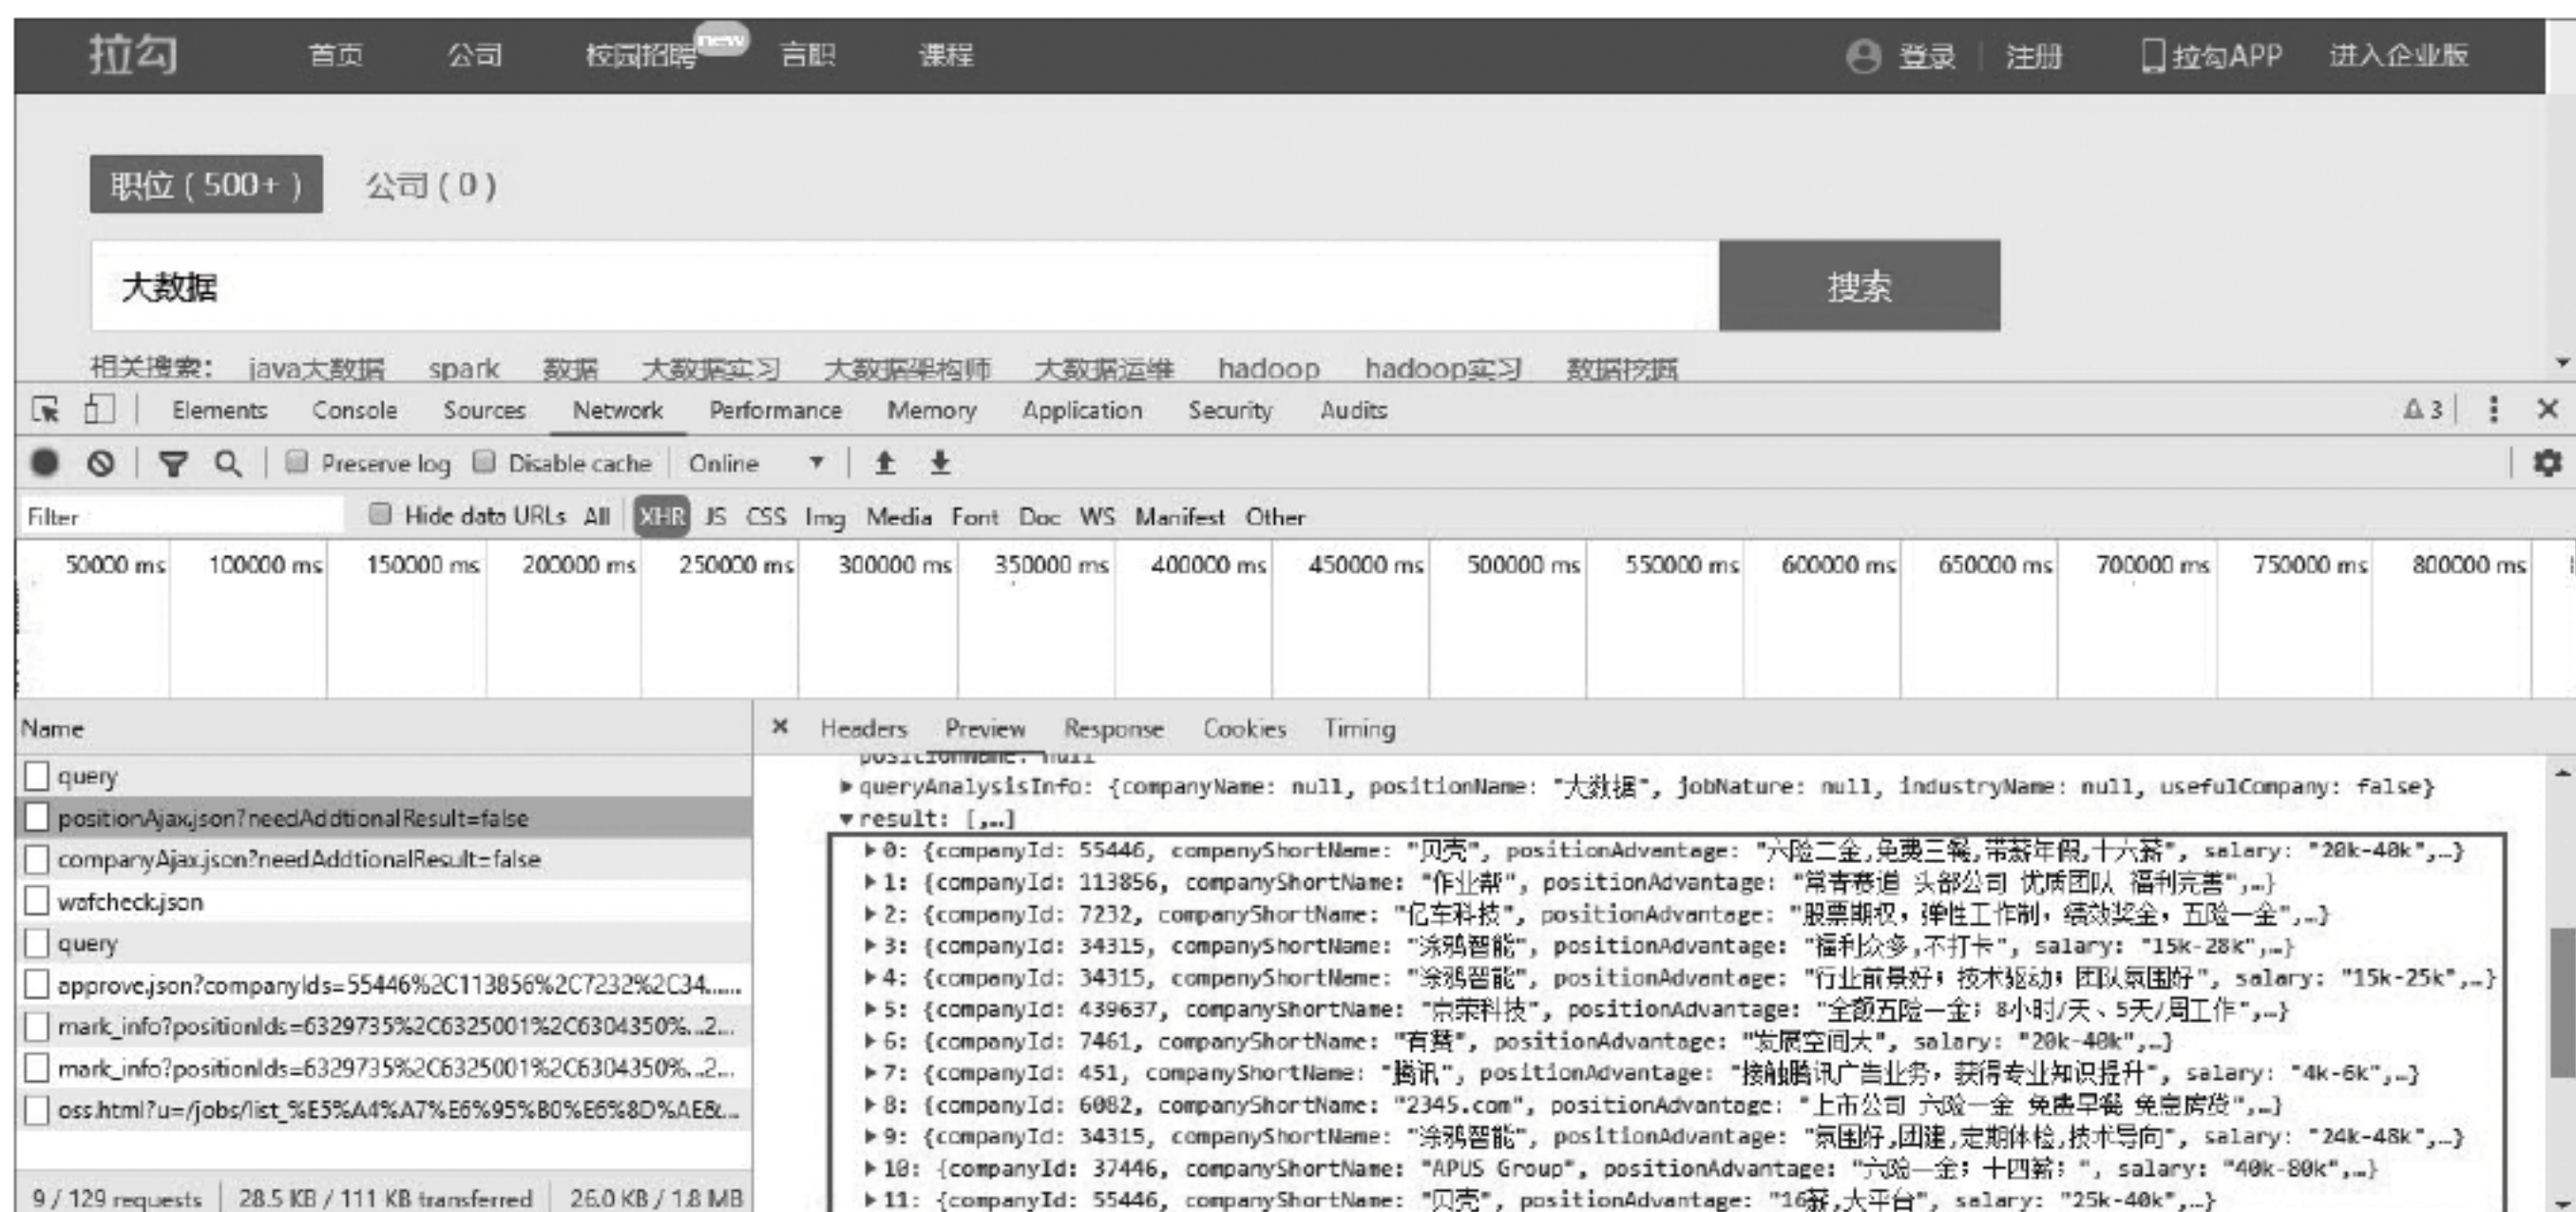 拉勾 首页 公司 校园招聘 new 言职 课程 登录 注册 拉勾APP 进入企业版
职位 ( 500+ ) 公司 ( 0 )
大数据 搜索
相关搜索: java大数据 spark 数据 大数据实习 大数据架构师 大数据运维 hadoop hadoop实习 数据挖掘
Elements Console Sources Network Performance Memory Application Security Audits 3
Preserve log Disable cache Online
Filter Hide data URLs All XHR JS CSS Img Media Font Doc WS Manifest Other
50000 ms 100000 ms 150000 ms 200000 ms 250000 ms 300000 ms 350000 ms 400000 ms 450000 ms 500000 ms 550000 ms 600000 ms 650000 ms 700000 ms 750000 ms 800000 ms
Name
query
positionAjax.json?needAddtionalResult=false
companyAjax.json?needAddtionalResult=false
wafcheck.json
query
approve.json?companyIds=55446%2C113856%2C7232%2C34......
mark_info?positionIds=6329735%2C6325001%2C6304350%...2...
mark_info?positionIds=6329735%2C6325001%2C6304350%...2...
oss.html?u=/jobs/list_%E5%A4%A7%E6%95%B0%E6%8D%AE&...
9 / 129 requests 28.5 KB / 111 KB transferred 26.0 KB / 1.8 MB
Headers Preview Response Cookies Timing
positionName: null
queryAnalysisInfo: {companyName: null, positionName: "大数据", jobNature: null, industryName: null, usefulCompany: false}
result: [,…]
0: {companyId: 55446, companyShortName: "贝壳", positionAdvantage: "六险二金,免费三餐,带薪年假,十六薪", salary: "20k-40k",…}
1: {companyId: 113856, companyShortName: "作业帮", positionAdvantage: "常青赛道 头部公司 优质团队 福利完善",…}
2: {companyId: 7232, companyShortName: "亿车科技", positionAdvantage: "股票期权，弹性工作制，绩效奖金，五险一金",…}
3: {companyId: 34315, companyShortName: "涂鸦智能", positionAdvantage: "福利众多,不打卡", salary: "15k-28k",…}
4: {companyId: 34315, companyShortName: "涂鸦智能", positionAdvantage: "行业前景好；技术驱动；团队氛围好", salary: "15k-25k",…}
5: {companyId: 439637, companyShortName: "京荣科技", positionAdvantage: "全额五险一金；8小时/天、5天/周工作",…}
6: {companyId: 7461, companyShortName: "有赞", positionAdvantage: "发展空间大", salary: "20k-40k",…}
7: {companyId: 451, companyShortName: "腾讯", positionAdvantage: "接触腾讯广告业务，获得专业知识提升", salary: "4k-6k",…}
8: {companyId: 6082, companyShortName: "2345.com", positionAdvantage: "上市公司 六险一金 免费早餐 免息房贷",…}
9: {companyId: 34315, companyShortName: "涂鸦智能", positionAdvantage: "氛围好,团建,定期体检,技术导向", salary: "24k-48k",…}
10: {companyId: 37446, companyShortName: "APUS Group", positionAdvantage: "六险一金；十四薪；", salary: "40k-80k",…}
11: {companyId: 55446, companyShortName: "贝壳", positionAdvantage: "16薪,大平台", salary: "25k-40k",…}